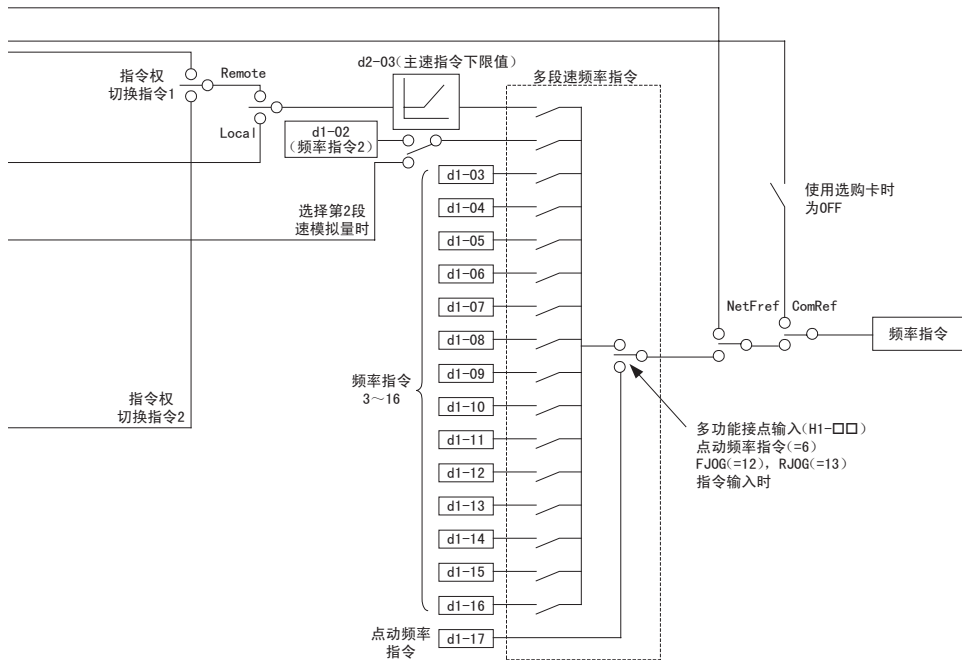 d2-03(主速指令下限值)
多段速频率指令
指令权
切换指令1
Remote
Local
d1-02
(频率指令2)
选择第2段
速模拟量时
d1-03
d1-04
d1-05
d1-06
d1-07
d1-08
d1-09
d1-10
d1-11
d1-12
d1-13
d1-14
d1-15
d1-16
d1-17
频率指令
3～16
指令权
切换指令2
点动频率
指令
使用选购卡时
为OFF
NetFref
ComRef
频率指令
多功能接点输入(H1-□□)
点动频率指令(=6)
FJOG(=12), RJOG(=13)
指令输入时